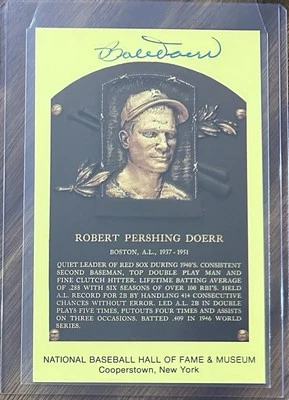 Bob Doerr
ROBERT PERSHING DOERR
BOSTON, A.L., 1937-1951
QUIET LEADER OF RED SOX DURING 1940'S. CONSISTENT
SECOND BASEMAN, TOP DOUBLE PLAY MAN AND
FINE CLUTCH HITTER. LIFETIME BATTING AVERAGE
OF .288 WITH SIX SEASONS OF OVER 100 RBI'S. HELD
A.L. RECORD FOR 2B BY HANDLING 414 CONSECUTIVE
CHANCES WITHOUT ERROR. LED A.L. 2B IN DOUBLE
PLAYS FIVE TIMES, PUTOUTS FOUR TIMES AND ASSISTS
ON THREE OCCASIONS. BATTED .409 IN 1946 WORLD
SERIES.
NATIONAL BASEBALL HALL OF FAME & MUSEUM
Cooperstown, New York